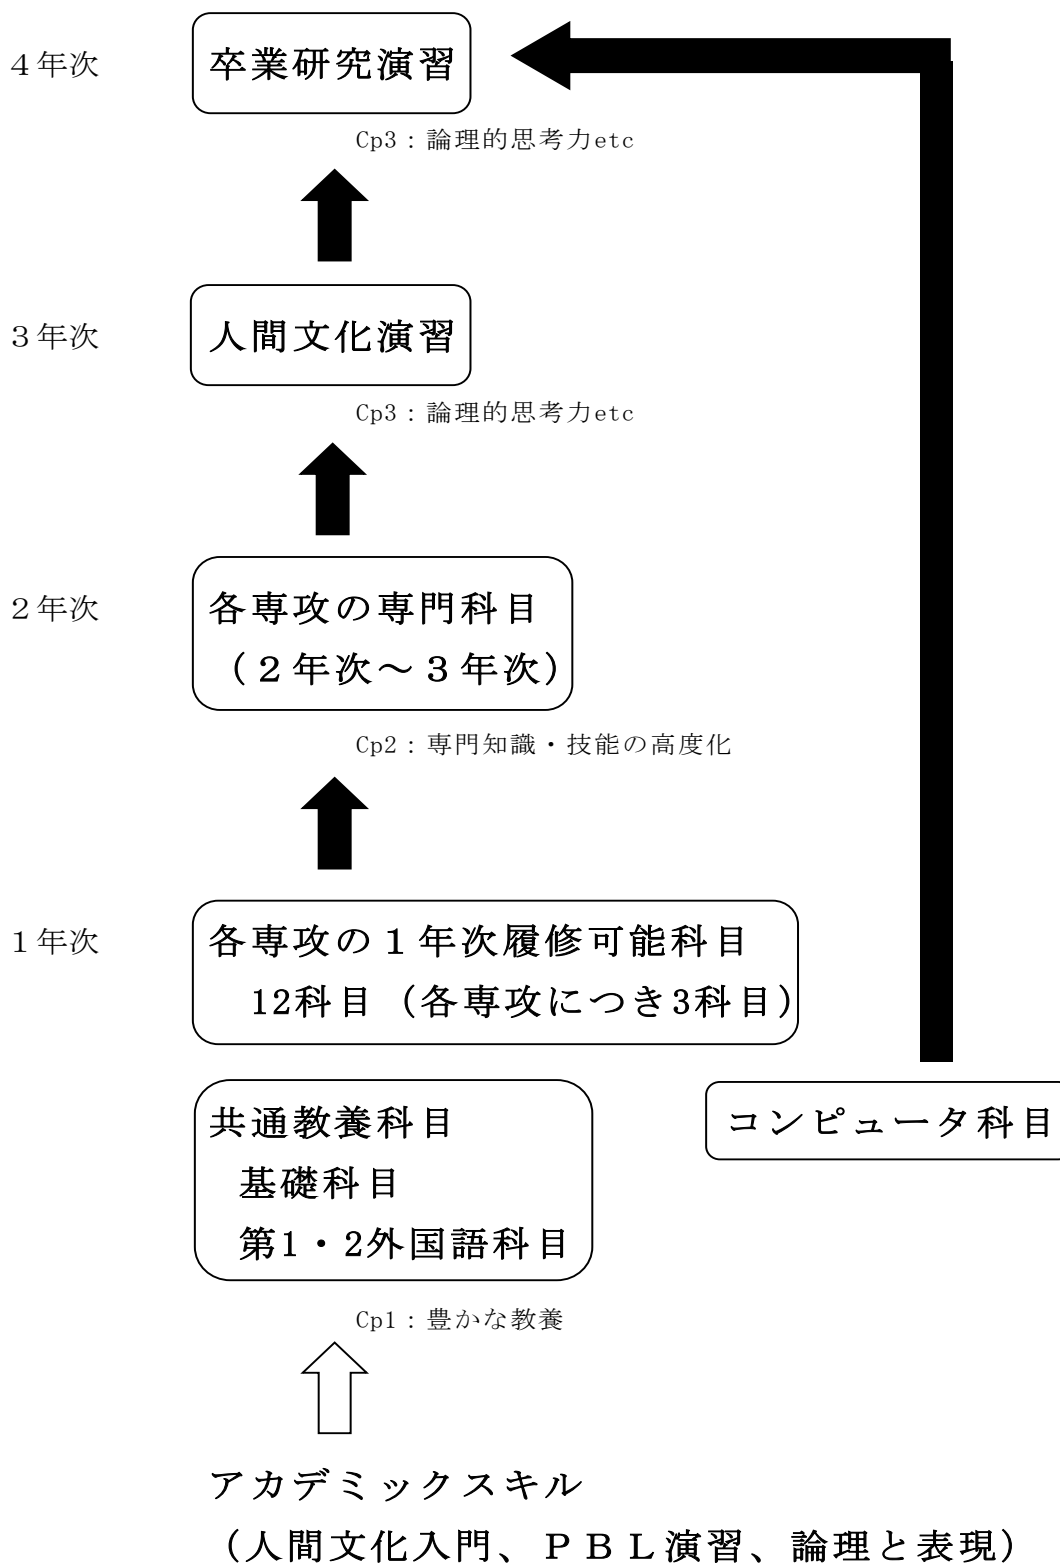 ４年次
卒業研究演習
Cp3：論理的思考力etc
３年次
人間文化演習
Cp3：論理的思考力etc
２年次
各専攻の専門科目
（２年次～３年次）
Cp2：専門知識・技能の高度化
１年次
各専攻の１年次履修可能科目
12科目（各専攻につき3科目）
共通教養科目
基礎科目
第1・2外国語科目
コンピュータ科目
Cp1：豊かな教養
アカデミックスキル
（人間文化入門、ＰＢＬ演習、論理と表現）